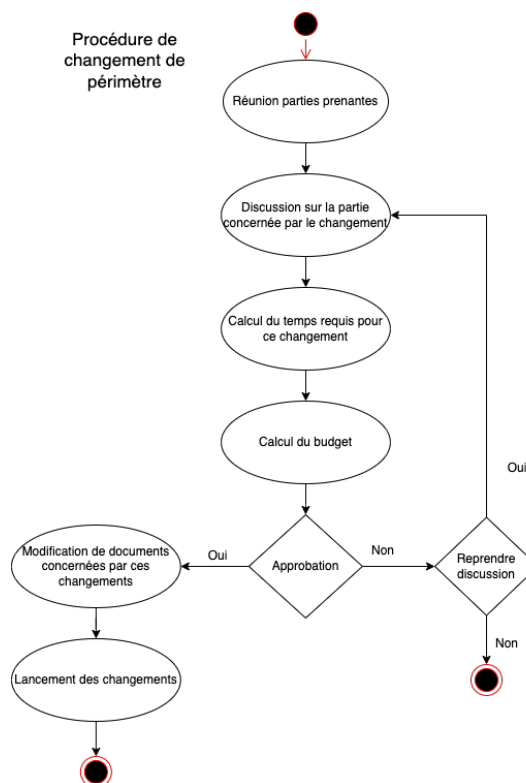 Procédure de
changement de
périmètre
Réunion parties prenantes
Discussion sur la partie
concernée par le changement
Calcul du temps requis pour
ce changement
Calcul du budget
Oui
Modification de documents
concernées par ces
changements
Oui
Approbation
Non
Reprendre
discussion
Non
Lancement des changements